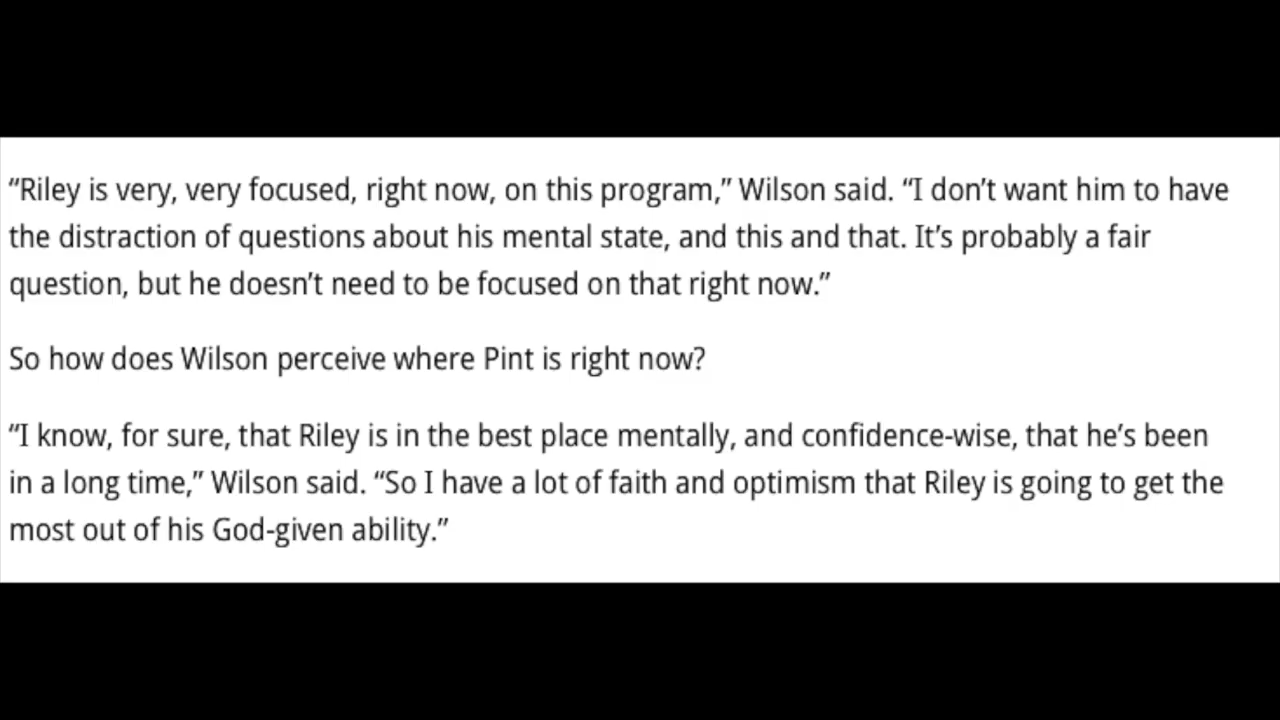 “Riley is very, very focused, right now, on this program,” Wilson said. “I don’t want him to have
the distraction of questions about his mental state, and this and that. It’s probably a fair
question, but he doesn’t need to be focused on that right now.”
So how does Wilson perceive where Pint is right now?
“I know, for sure, that Riley is in the best place mentally, and confidence-wise, that he’s been
in a long time,” Wilson said. “So I have a lot of faith and optimism that Riley is going to get the
most out of his God-given ability.”